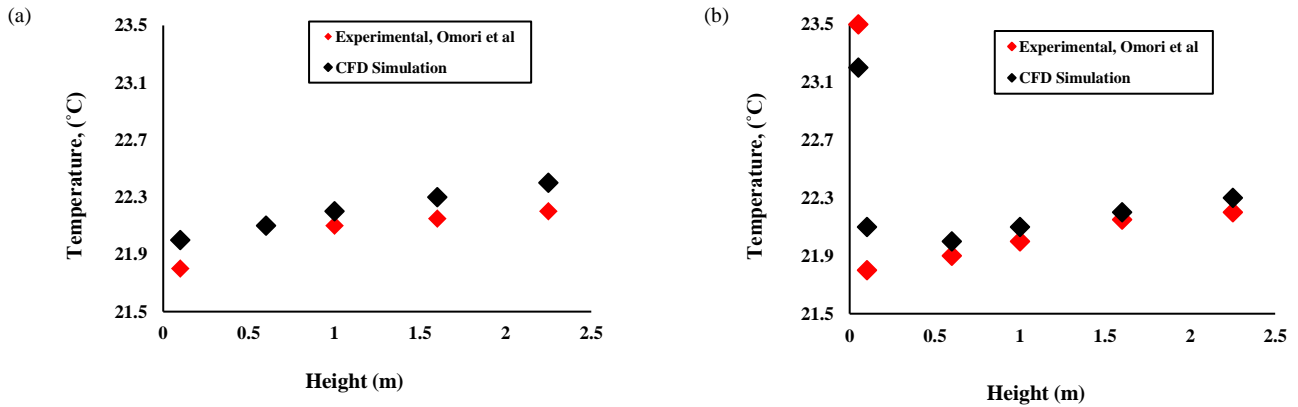 (a)
23.5
23.1
22.7
22.3
21.9
21.5
Temperature, (˚C)
Experimental, Omori et al
CFD Simulation
0 0.5 1 1.5 2 2.5
Height (m)
(b)
23.5
23.1
22.7
22.3
21.9
21.5
Temperature, (˚C)
Experimental, Omori et al
CFD Simulation
0 0.5 1 1.5 2 2.5
Height (m)